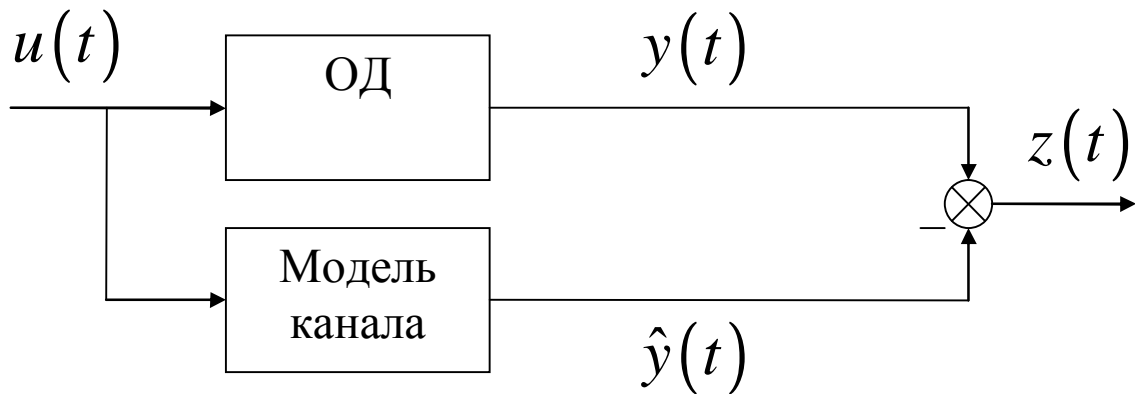 u(t)
ОД
y(t)
z(t)
–
Модель
канала
ŷ(t)